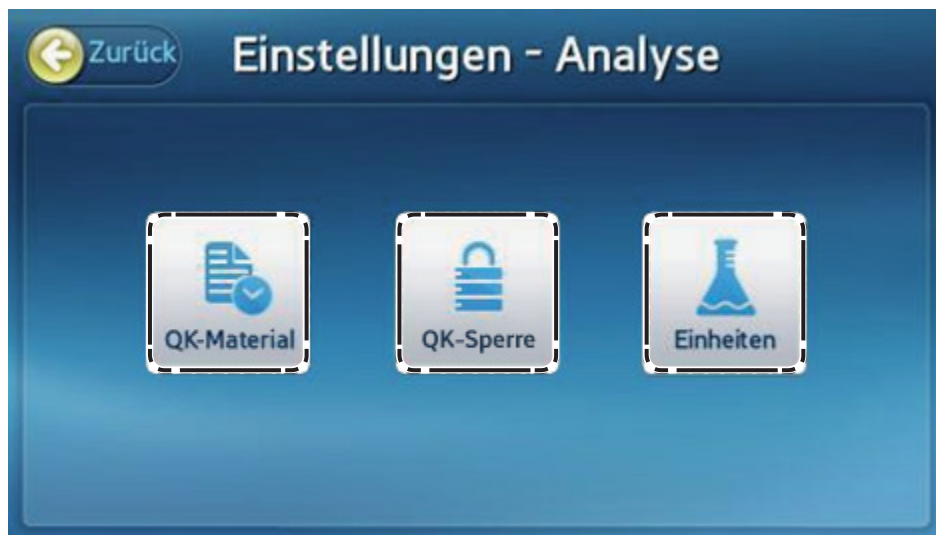 Zurück
Einstellungen - Analyse
QK-Material
QK-Sperre
Einheiten